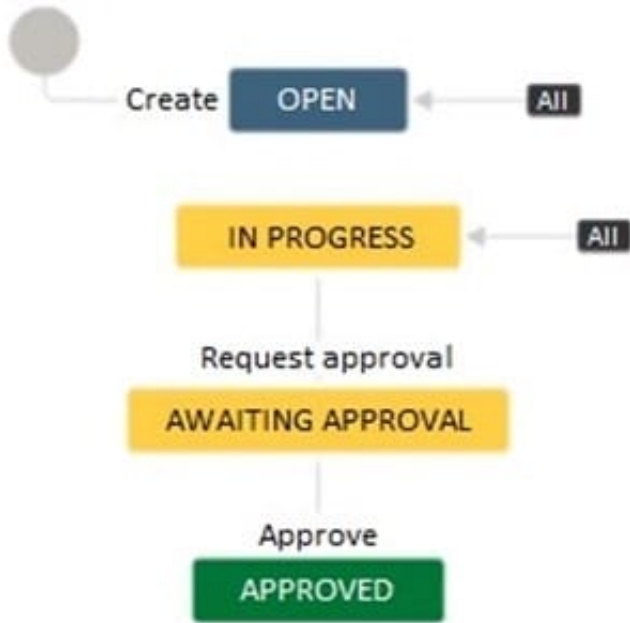 Create OPEN All
IN PROGRESS All
Request approval
AWAITING APPROVAL
Approve
APPROVED